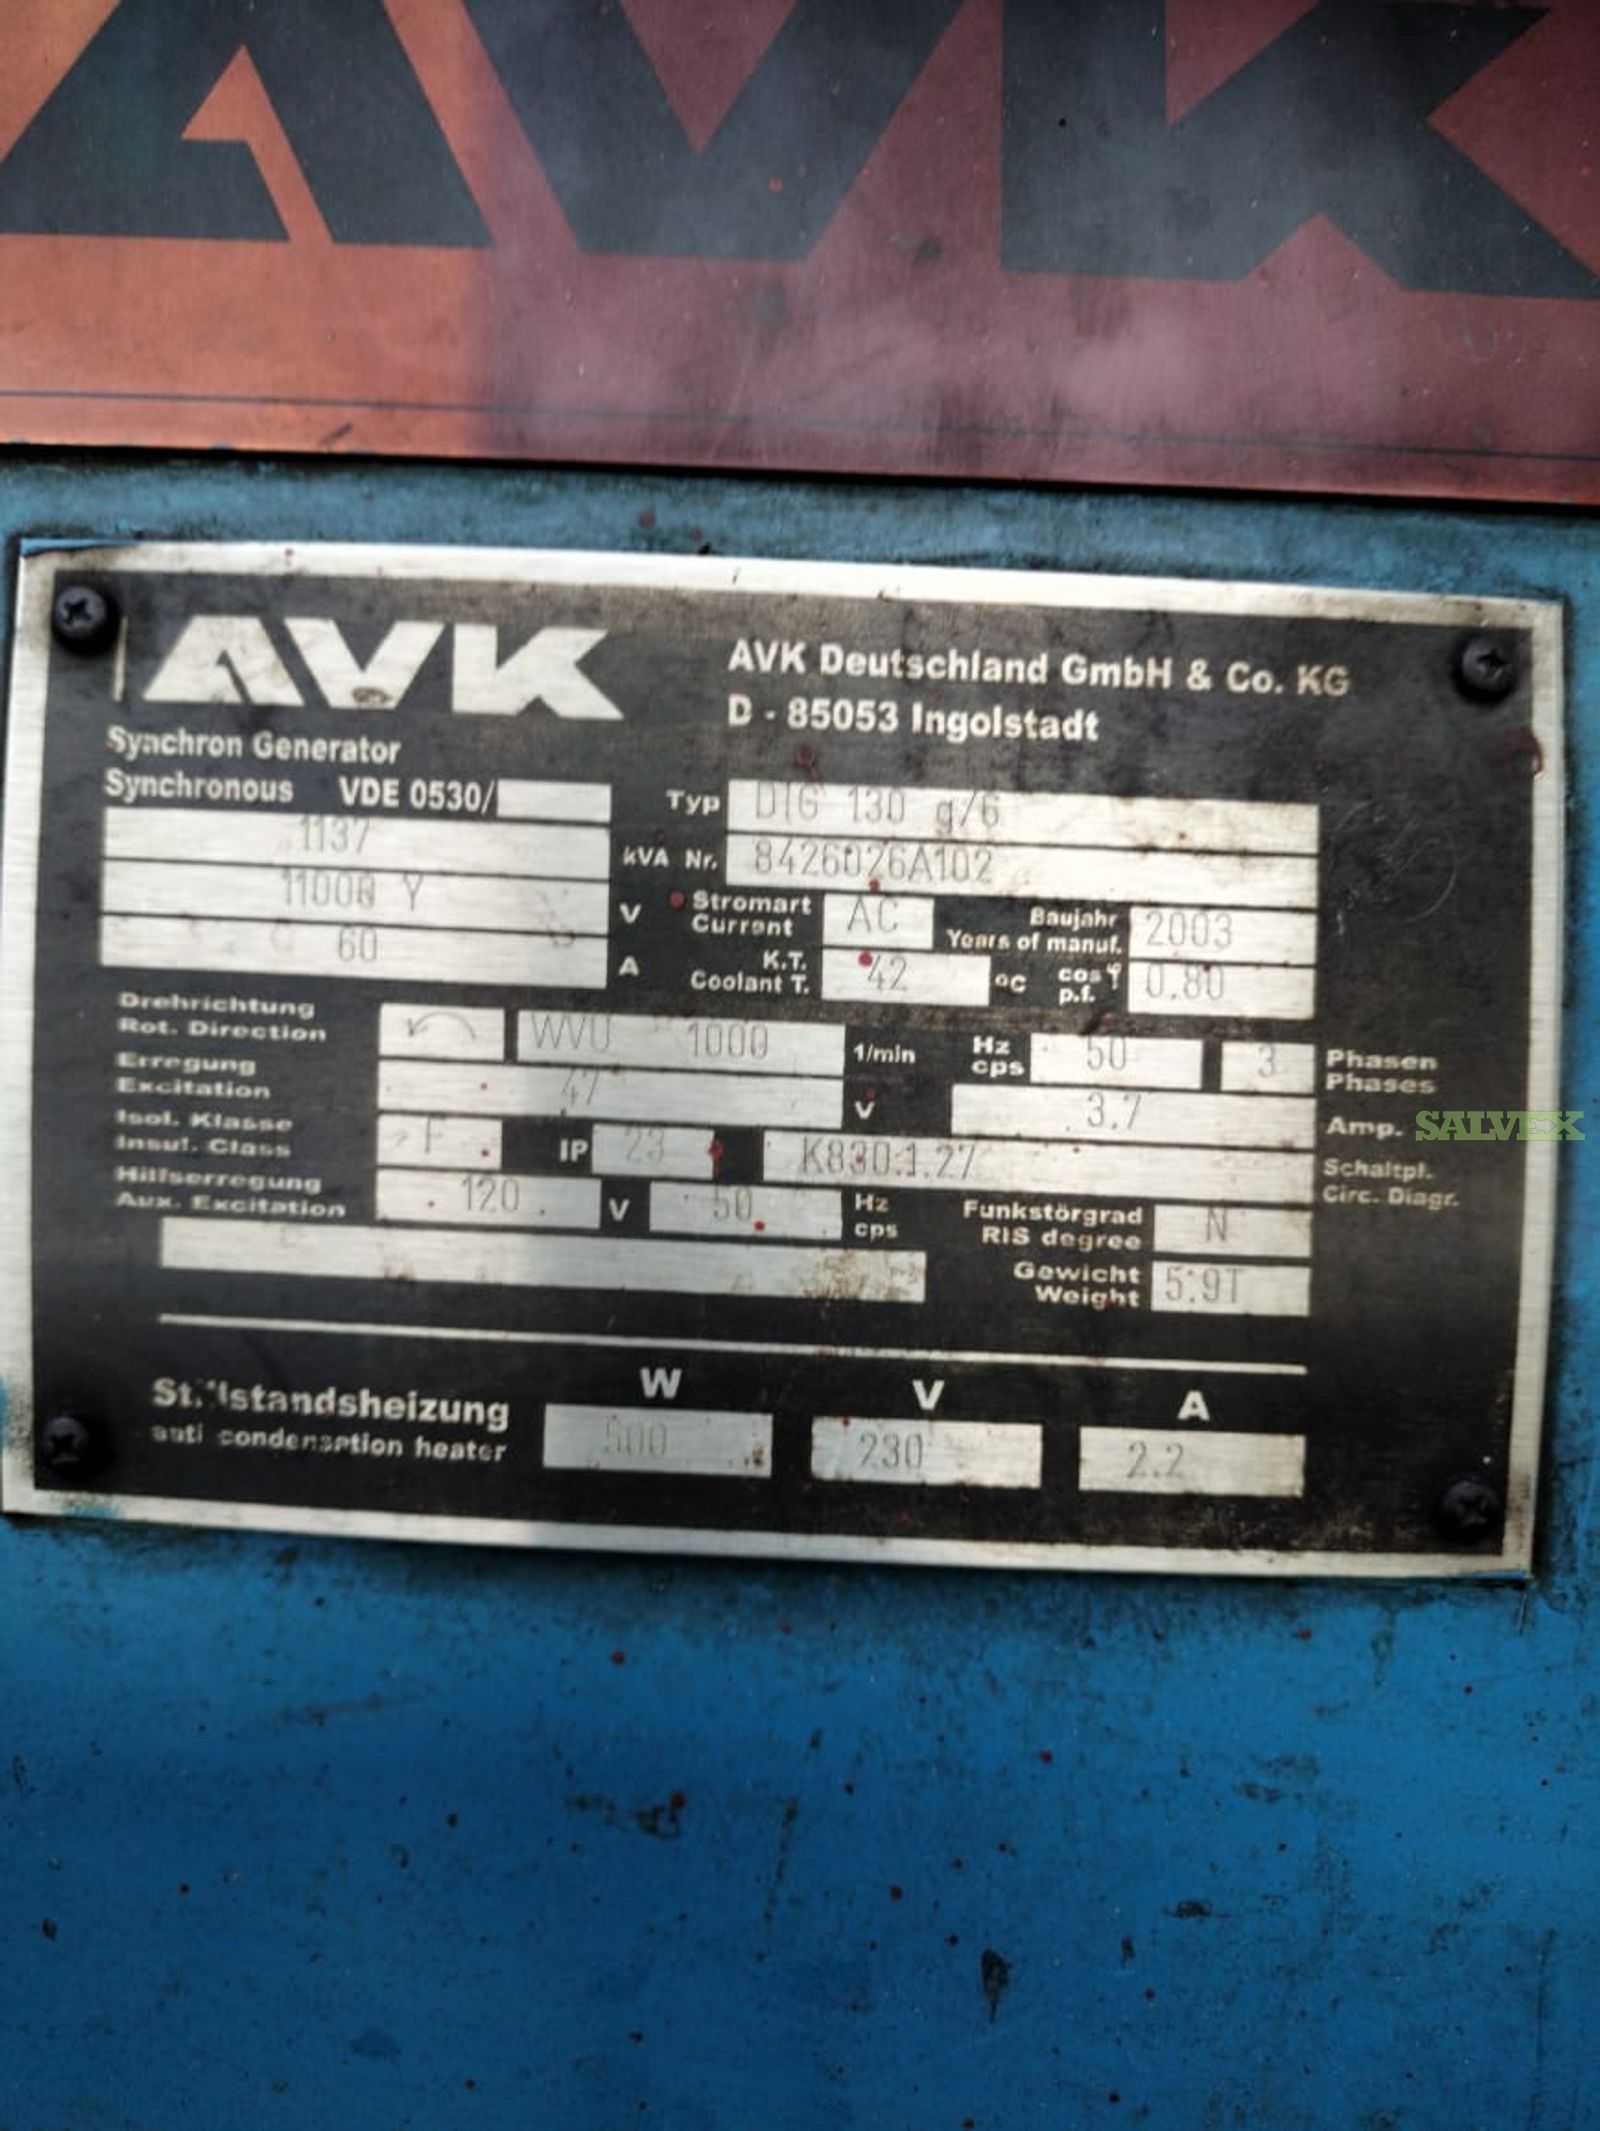 AVK
AVK
AVK Deutschland GmbH & Co. KG
D - 85053 Ingolstadt
Synchron Generator
Synchronous VDE 0530/
Typ DIG 130 g/6
1137 kVA Nr. 8426026A102
11000 Y V
Stromart AC Baujahr 2003
Current Years of manuf.
60 A
K.T. 42 °C cos φ 0.80
Coolant T. p.f.
Drehrichtung WVU 1000 1/min Hz 50 3 Phasen
Rot. Direction cps Phases
Erregung 47 V 3.7 Amp.
Excitation
Isol. Klasse F IP 23 K830.1.27 Schaltpl.
Insul. Class Circ. Diagr.
Hilfserregung 120 V 50 Hz
Aux. Excitation cps
Funkstörgrad N
RIS degree
Gewicht 5.9T
Weight
W V A
Stillstandsheizung 500 230 2.2
anti condensation heater
SALVEX